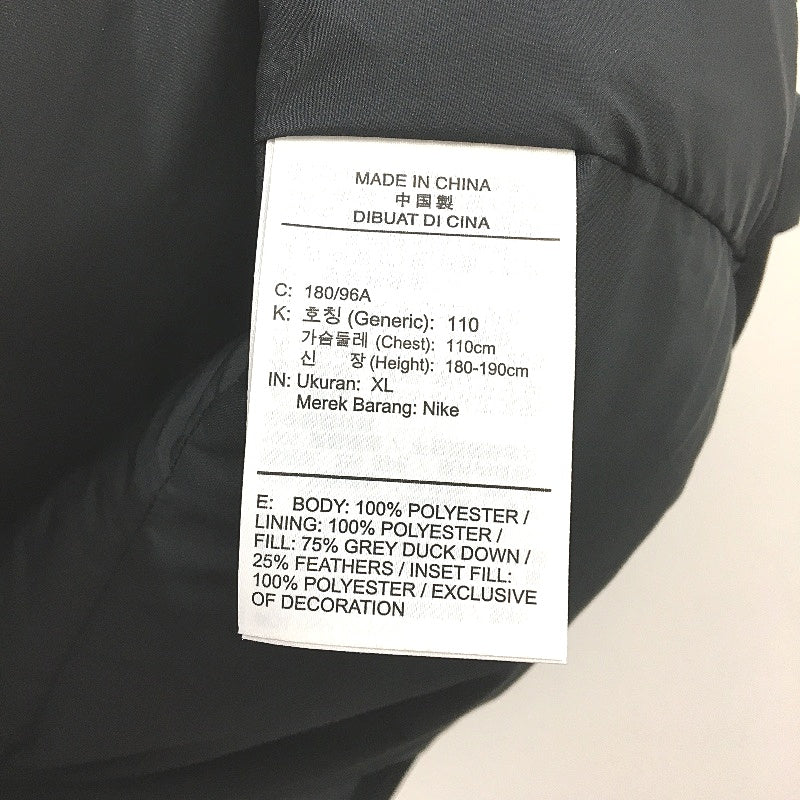 MADE IN CHINA
中国製
DIBUAT DI CINA
C: 180/96A
K: 호칭 (Generic): 110
가슴둘레 (Chest): 110cm
신 장 (Height): 180-190cm
IN: Ukuran: XL
Merek Barang: Nike
E: BODY: 100% POLYESTER /
LINING: 100% POLYESTER /
FILL: 75% GREY DUCK DOWN /
25% FEATHERS / INSET FILL:
100% POLYESTER / EXCLUSIVE
OF DECORATION